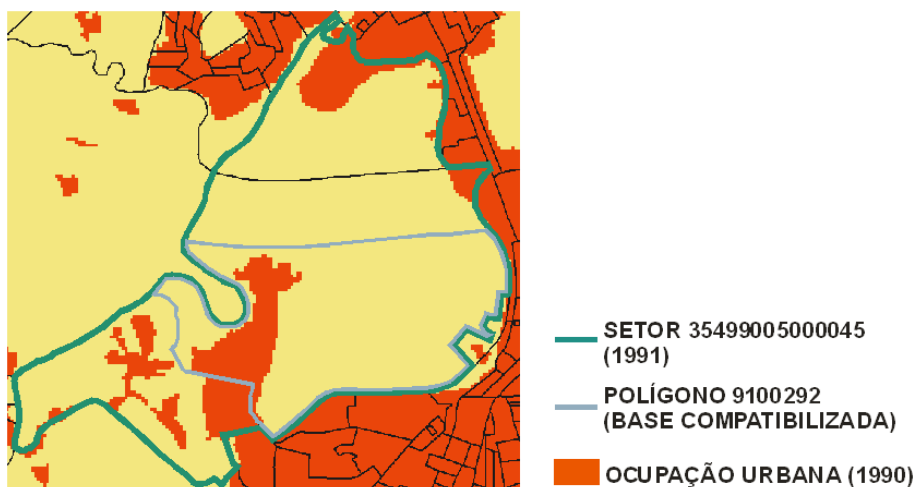 SETOR 35499005000045
(1991)
POLÍGONO 9100292
(BASE COMPATIBILIZADA)
OCUPAÇÃO URBANA (1990)